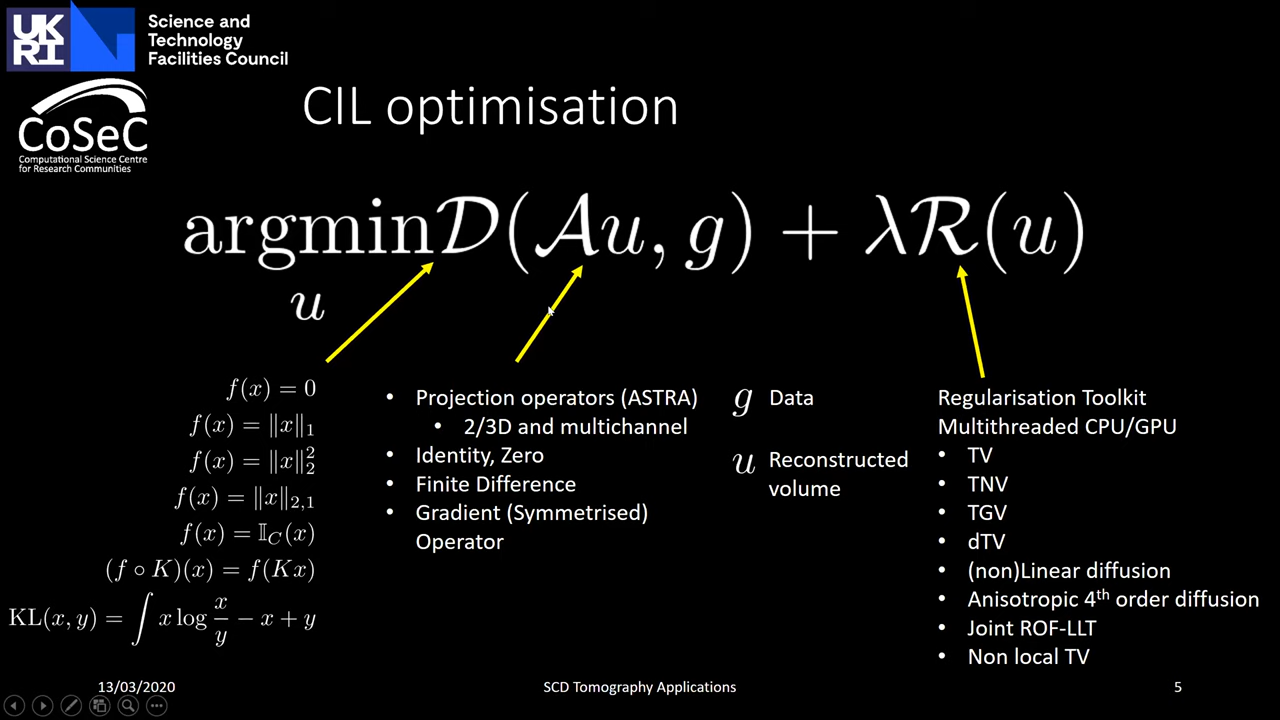 UK
RI
Science and
Technology
Facilities Council
CoSeC
Computational Science Centre
for Research Communities
CIL optimisation
argmin𝒟(𝒜u, g) + λℛ(u)
u
f(x) = 0
f(x) = ‖x‖₁
f(x) = ‖x‖₂²
f(x) = ‖x‖₂,₁
f(x) = 𝕀_C(x)
(f ∘ K)(x) = f(Kx)
KL(x, y) = ∫ x log x/y − x + y
• Projection operators (ASTRA)
• 2/3D and multichannel
• Identity, Zero
• Finite Difference
• Gradient (Symmetrised)
Operator
g Data
u Reconstructed
volume
Regularisation Toolkit
Multithreaded CPU/GPU
• TV
• TNV
• TGV
• dTV
• (non)Linear diffusion
• Anisotropic 4th order diffusion
• Joint ROF-LLT
• Non local TV
13/03/2020
SCD Tomography Applications
5